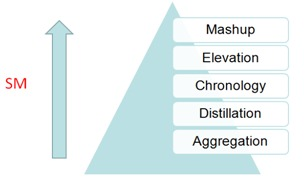 Mashup
Elevation
SM
Chronology
Distillation
Aggregation